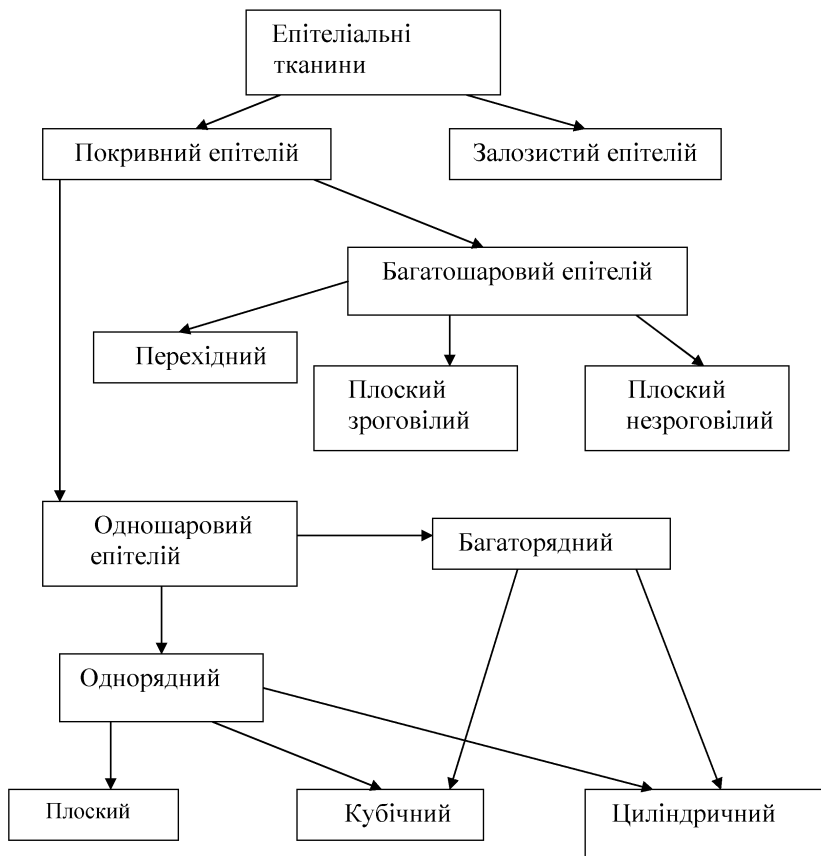 Епітеліальні
тканини
Покривний епітелій
Залозистий епітелій
Багатошаровий епітелій
Перехідний
Плоский
зроговілий
Плоский
незроговілий
Одношаровий
епітелій
Багаторядний
Однорядний
Плоский
Кубічний
Циліндричний